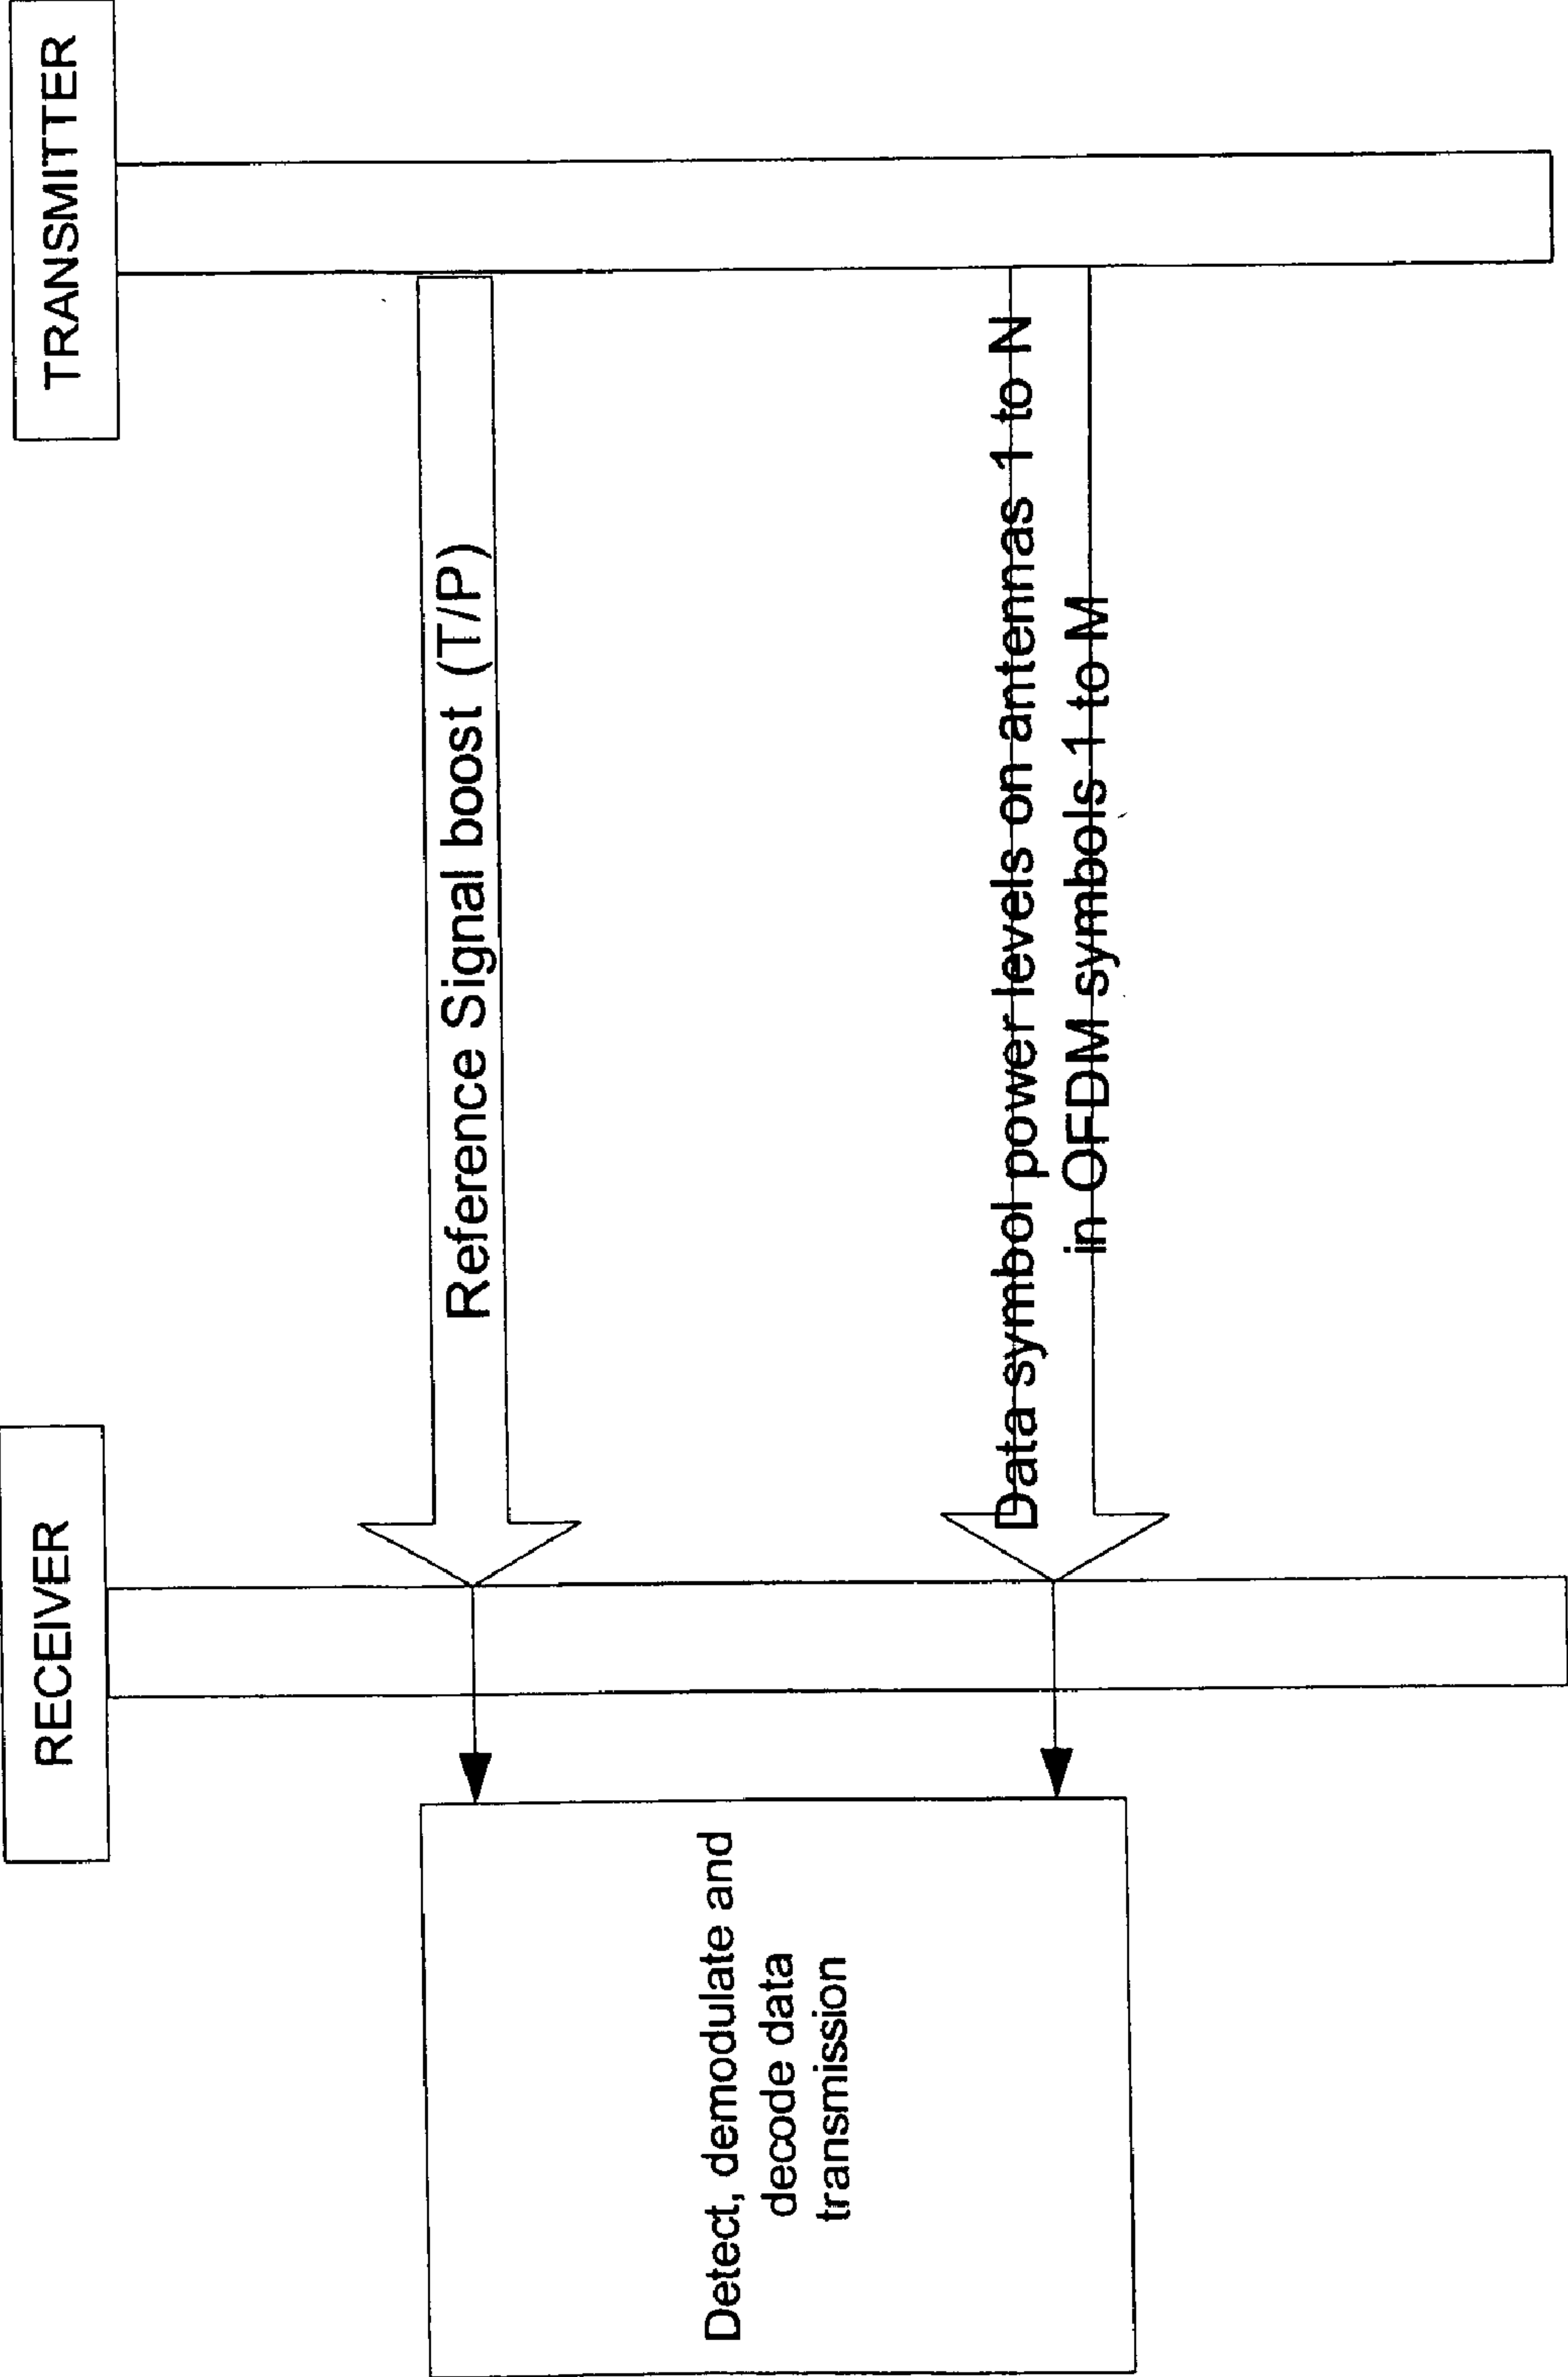 RECEIVER
TRANSMITTER
Reference Signal boost (T/P)
Data symbol power levels on antennas 1 to N
in OFDM symbols 1 to M
Detect, demodulate and
decode data
transmission